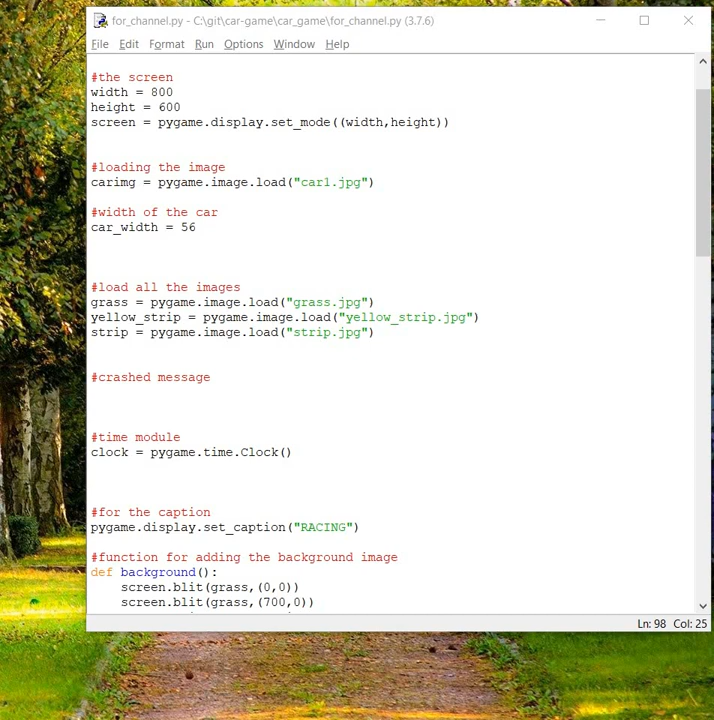 for_channel.py - C:\git\car-game\car_game\for_channel.py (3.7.6)
File Edit Format Run Options Window Help
#the screen
width = 800
height = 600
screen = pygame.display.set_mode((width,height))
#loading the image
carimg = pygame.image.load("car1.jpg")
#width of the car
car_width = 56
#load all the images
grass = pygame.image.load("grass.jpg")
yellow_strip = pygame.image.load("yellow_strip.jpg")
strip = pygame.image.load("strip.jpg")
#crashed message
#time module
clock = pygame.time.Clock()
#for the caption
pygame.display.set_caption("RACING")
#function for adding the background image
def background():
    screen.blit(grass,(0,0))
    screen.blit(grass,(700,0))
Ln: 98 Col: 25